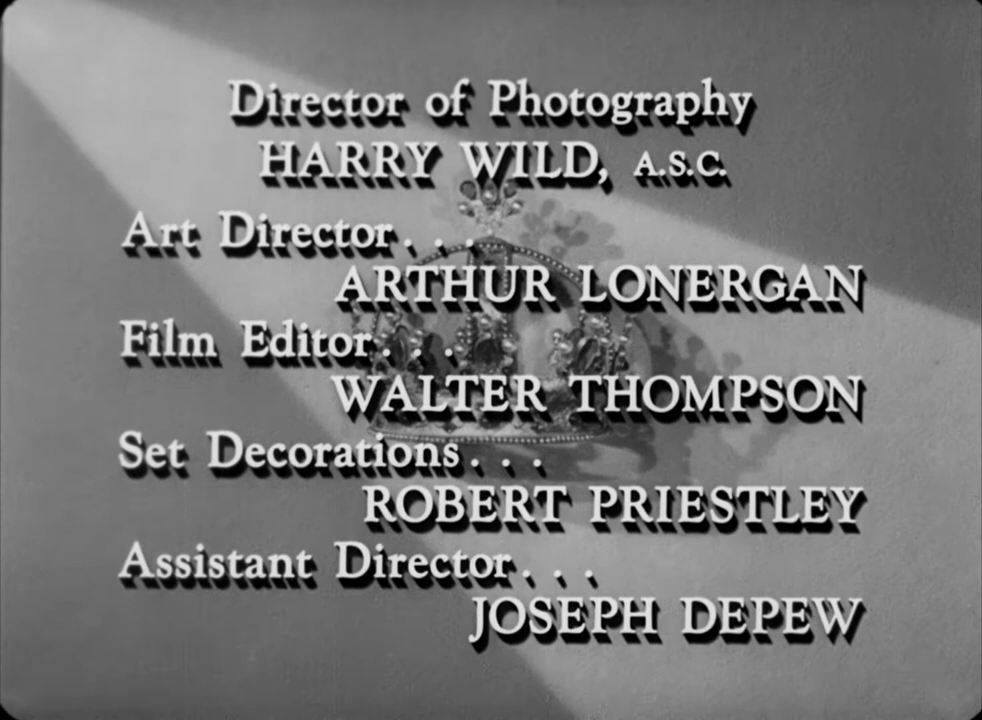 Director of Photography
HARRY WILD, A.S.C.
Art Director...
ARTHUR LONERGAN
Film Editor...
WALTER THOMPSON
Set Decorations...
ROBERT PRIESTLEY
Assistant Director...
JOSEPH DEPEW